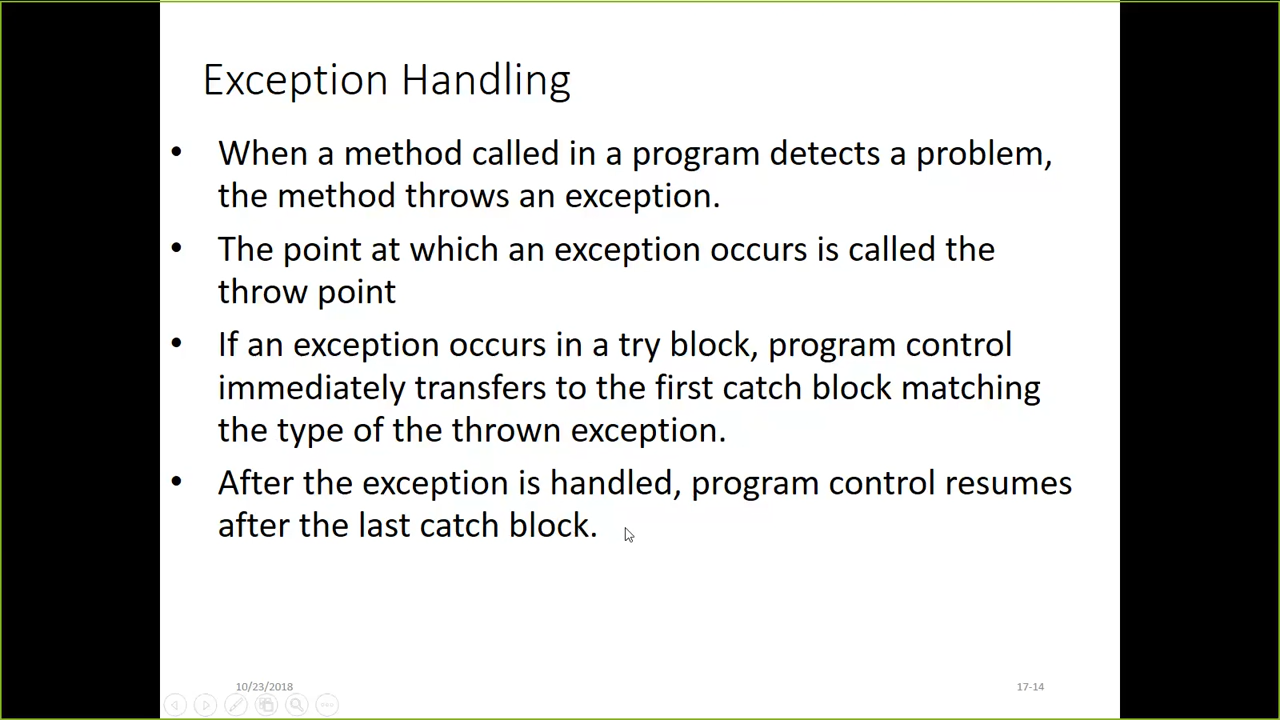 Exception Handling
• When a method called in a program detects a problem,
the method throws an exception.
• The point at which an exception occurs is called the
throw point
• If an exception occurs in a try block, program control
immediately transfers to the first catch block matching
the type of the thrown exception.
• After the exception is handled, program control resumes
after the last catch block.
10/23/2018
17-14